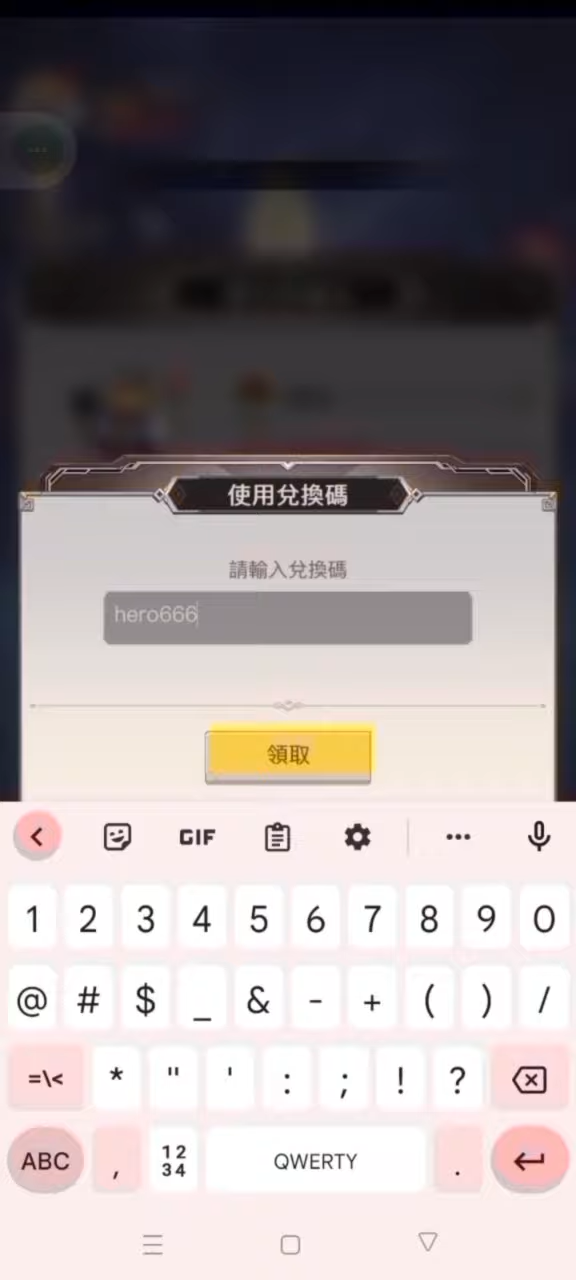 使用兌換碼
請輸入兌換碼
hero666
領取
GIF
1 2 3 4 5 6 7 8 9 0
@ # $ _ & - + ( ) /
=\< * " ' : ; ! ?
ABC , 12 34 QWERTY .